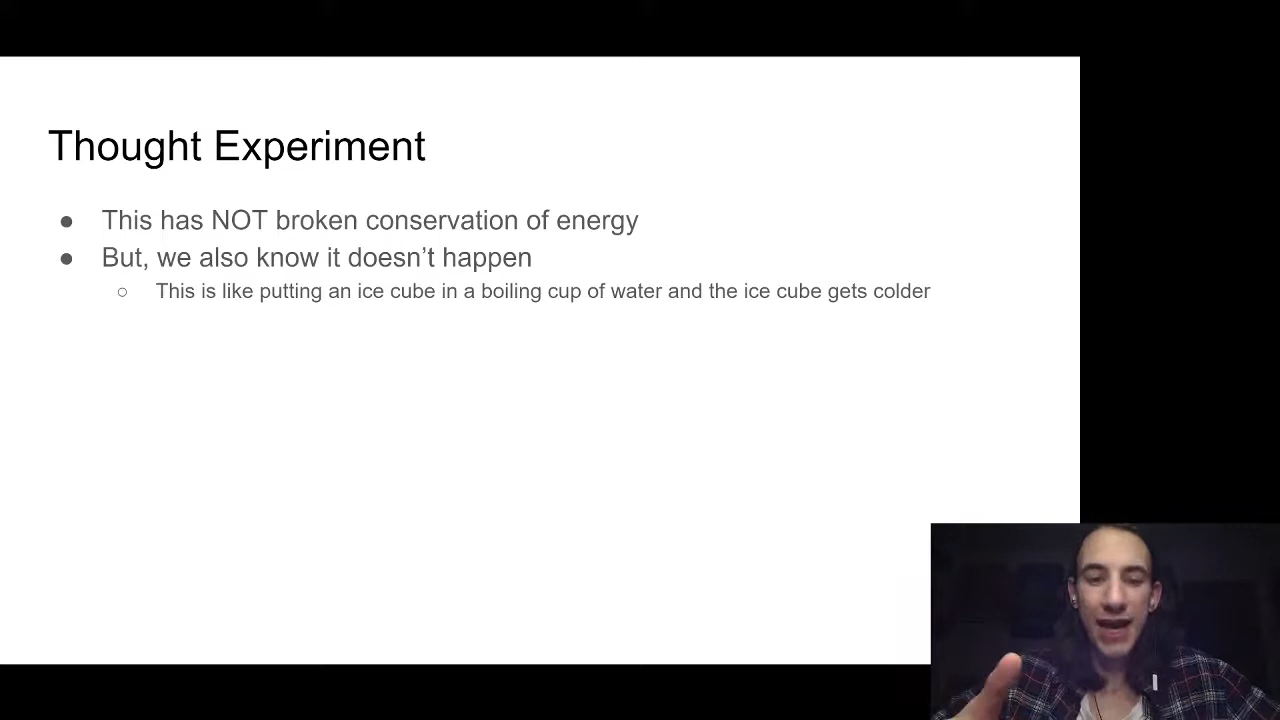 Thought Experiment
● This has NOT broken conservation of energy
● But, we also know it doesn’t happen
○ This is like putting an ice cube in a boiling cup of water and the ice cube gets colder